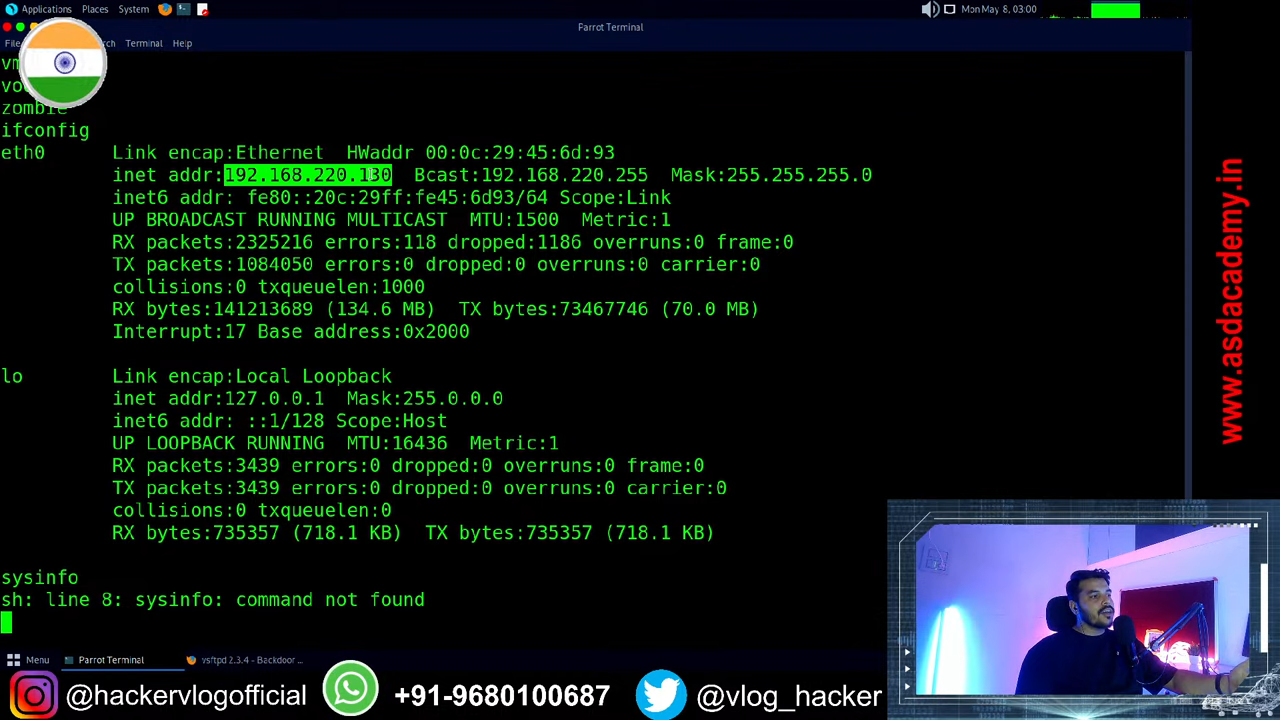 Applications Places System
Mon May 8, 03:00
Parrot Terminal
Terminal Help
zombie
ifconfig
eth0 Link encap:Ethernet HWaddr 00:0c:29:45:6d:93
inet addr:192.168.220.130 Bcast:192.168.220.255 Mask:255.255.255.0
inet6 addr: fe80::20c:29ff:fe45:6d93/64 Scope:Link
UP BROADCAST RUNNING MULTICAST MTU:1500 Metric:1
RX packets:2325216 errors:118 dropped:1186 overruns:0 frame:0
TX packets:1084050 errors:0 dropped:0 overruns:0 carrier:0
collisions:0 txqueuelen:1000
RX bytes:141213689 (134.6 MB) TX bytes:73467746 (70.0 MB)
Interrupt:17 Base address:0x2000
lo Link encap:Local Loopback
inet addr:127.0.0.1 Mask:255.0.0.0
inet6 addr: ::1/128 Scope:Host
UP LOOPBACK RUNNING MTU:16436 Metric:1
RX packets:3439 errors:0 dropped:0 overruns:0 frame:0
TX packets:3439 errors:0 dropped:0 overruns:0 carrier:0
collisions:0 txqueuelen:0
RX bytes:735357 (718.1 KB) TX bytes:735357 (718.1 KB)
sysinfo
sh: line 8: sysinfo: command not found
www.asdacademy.in
Menu Parrot Terminal vsftpd 2.3.4 - Backdoor ...
@hackervlogofficial +91-9680100687 @vlog_hacker